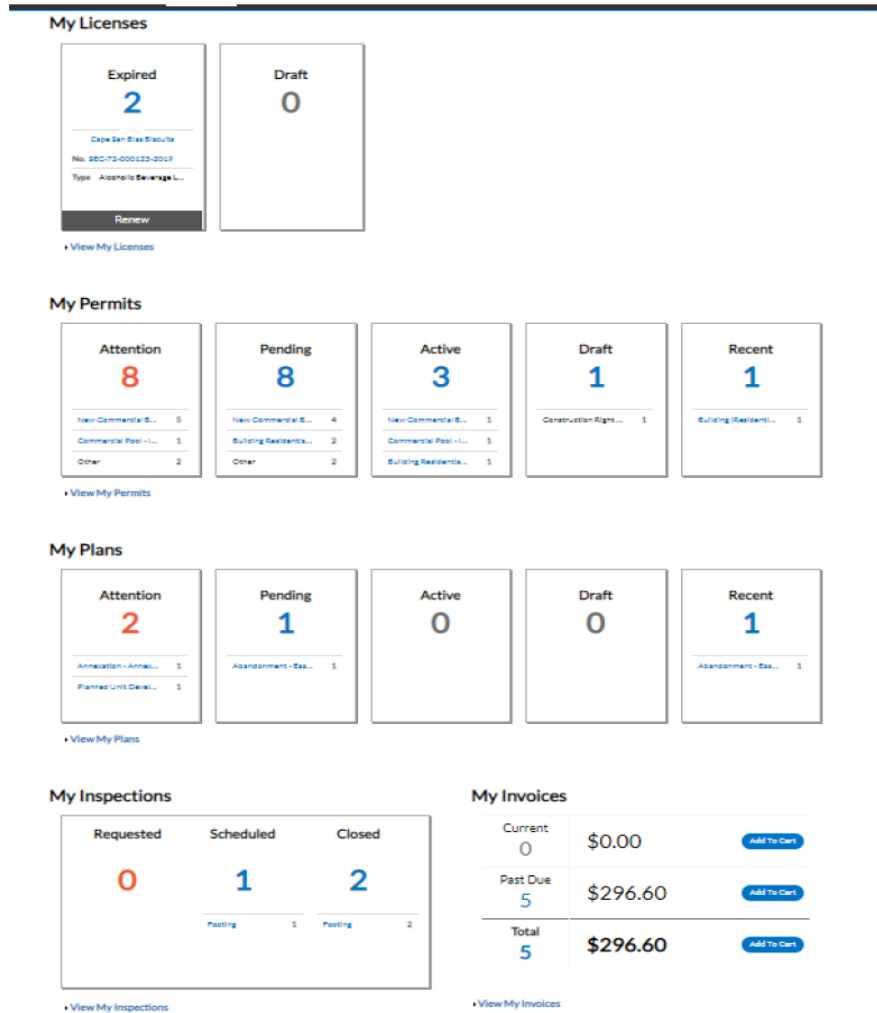 My Licenses
Expired
2
Cape San Blas Biscuits
No. SEC-72-000123-2019
Type Alcoholic Beverage L...
Renew
Draft
0
View My Licenses
My Permits
Attention
8
New Commercial B... 5
Commercial Pool - I... 1
Other 2
Pending
8
New Commercial B... 4
Building Residentia... 2
Other 2
Active
3
New Commercial B... 1
Commercial Pool - I... 1
Building Residentia... 1
Draft
1
Construction Right ... 1
Recent
1
Building (Residenti... 1
View My Permits
My Plans
Attention
2
Annexation - Annex... 1
Planned Unit Devel... 1
Pending
1
Abandonment - Eas... 1
Active
0
Draft
0
Recent
1
Abandonment - Eas... 1
View My Plans
My Inspections
Requested
0
Scheduled
1
Footing 1
Closed
2
Footing 2
View My Inspections
My Invoices
Current
0
$0.00
Add To Cart
Past Due
5
$296.60
Add To Cart
Total
5
$296.60
Add To Cart
View My Invoices